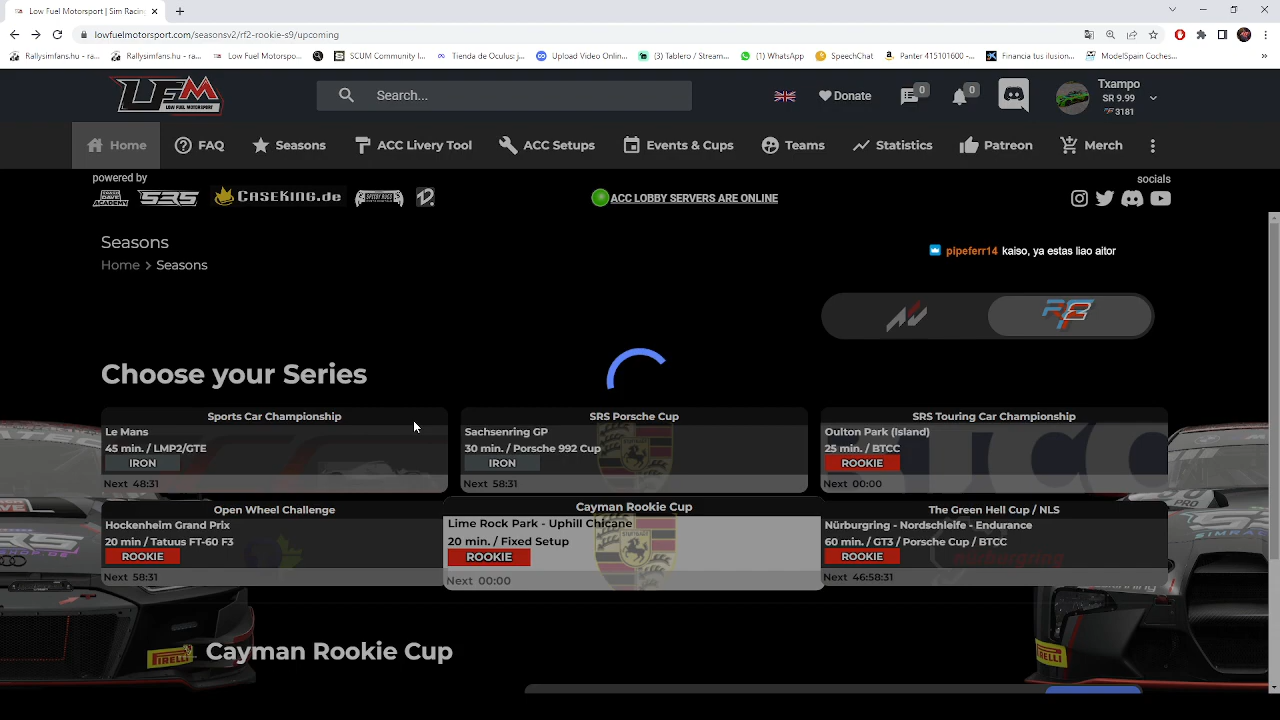 Low Fuel Motorsport | Sim Racing
lowfuelmotorsport.com/seasonsv2/rf2-rookie-s9/upcoming
Rallysimfans.hu - ra... Rallysimfans.hu - ra... Low Fuel Motorspo... SCUM Community I... Tienda de Oculus: j... Upload Video Onlin... (3) Tablero / Stream... (1) WhatsApp SpeechChat Panter 415101600 -... Financia tus ilusion... ModelSpain Coches...
LFM
LOW FUEL MOTORSPORT
Search...
Donate
0
0
Txampo
SR 9.99
3181
Home FAQ Seasons ACC Livery Tool ACC Setups Events & Cups Teams Statistics Patreon Merch
powered by
socials
CASEKING.de
ACC LOBBY SERVERS ARE ONLINE
Seasons
Home > Seasons
pipeferr14 kaiso, ya estas liao aitor
RF2
Choose your Series
Sports Car Championship
Le Mans
45 min. / LMP2/GTE
IRON
Next 48:31
SRS Porsche Cup
Sachsenring GP
30 min. / Porsche 992 Cup
IRON
Next 58:31
SRS Touring Car Championship
Oulton Park (Island)
25 min. / BTCC
ROOKIE
Next 00:00
Open Wheel Challenge
Hockenheim Grand Prix
20 min / Tatuus FT-60 F3
ROOKIE
Next 58:31
Cayman Rookie Cup
Lime Rock Park - Uphill Chicane
20 min. / Fixed Setup
ROOKIE
Next 00:00
The Green Hell Cup / NLS
Nürburgring - Nordschleife - Endurance
60 min. / GT3 / Porsche Cup / BTCC
ROOKIE
Next 46:58:31
Cayman Rookie Cup
PIRELLI
PIRELLI